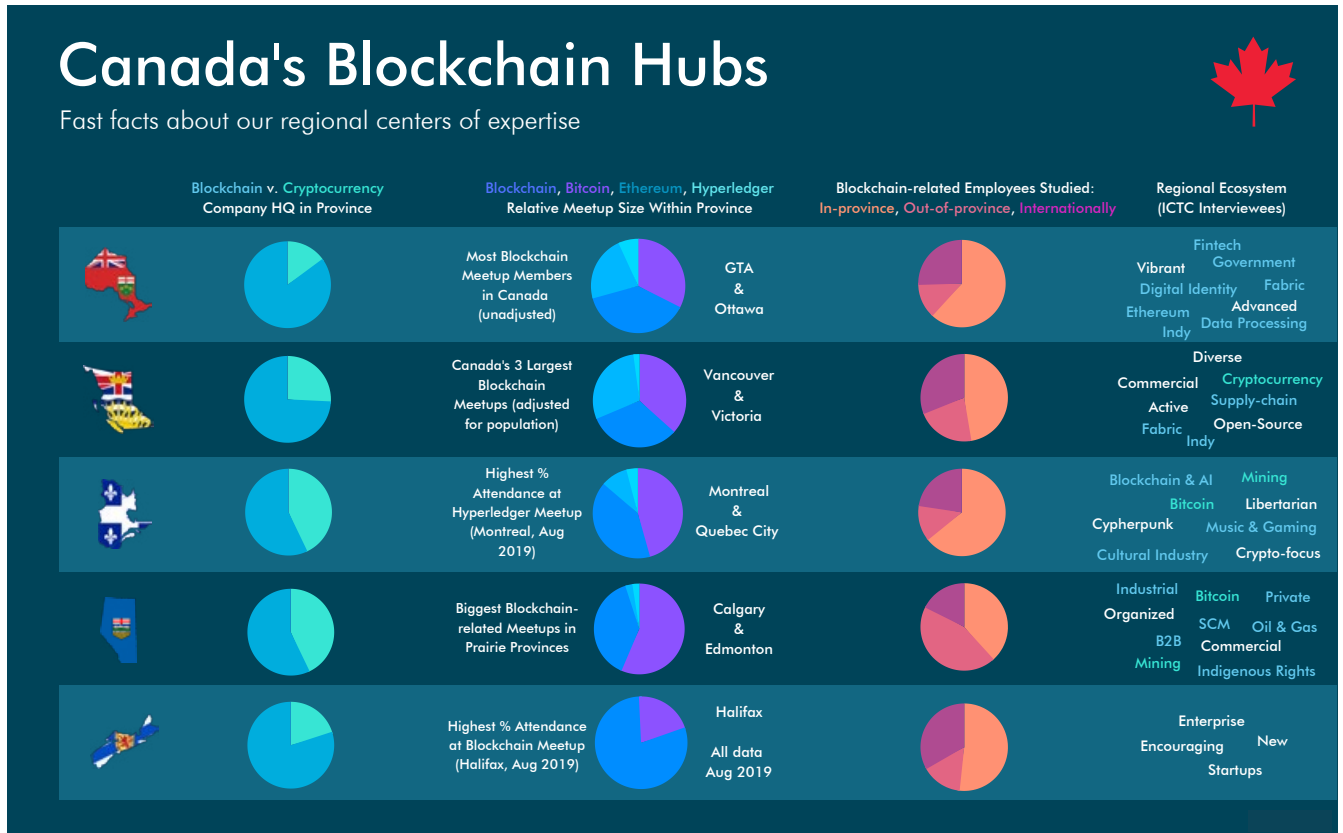 Canada's Blockchain Hubs
Fast facts about our regional centers of expertise
Blockchain v. Cryptocurrency
Company HQ in Province
Blockchain, Bitcoin, Ethereum, Hyperledger
Relative Meetup Size Within Province
Blockchain-related Employees Studied:
In-province, Out-of-province, Internationally
Regional Ecosystem
(ICTC Interviewees)
Most Blockchain
Meetup Members
in Canada
(unadjusted)
GTA
&
Ottawa
Fintech
Government
Vibrant
Digital Identity
Fabric
Advanced
Ethereum
Data Processing
Indy
Canada's 3 Largest
Blockchain
Meetups (adjusted
for population)
Vancouver
&
Victoria
Diverse
Commercial
Cryptocurrency
Supply-chain
Active
Open-Source
Fabric
Indy
Highest %
Attendance at
Hyperledger Meetup
(Montreal, Aug
2019)
Montreal
&
Quebec City
Blockchain & AI
Mining
Bitcoin
Libertarian
Cypherpunk
Music & Gaming
Cultural Industry
Crypto-focus
Biggest Blockchain-
related Meetups in
Prairie Provinces
Calgary
&
Edmonton
Industrial
Bitcoin
Private
Organized
SCM
Oil & Gas
B2B
Commercial
Mining
Indigenous Rights
Highest % Attendance
at Blockchain Meetup
(Halifax, Aug 2019)
Halifax
All data
Aug 2019
Enterprise
Encouraging
New
Startups